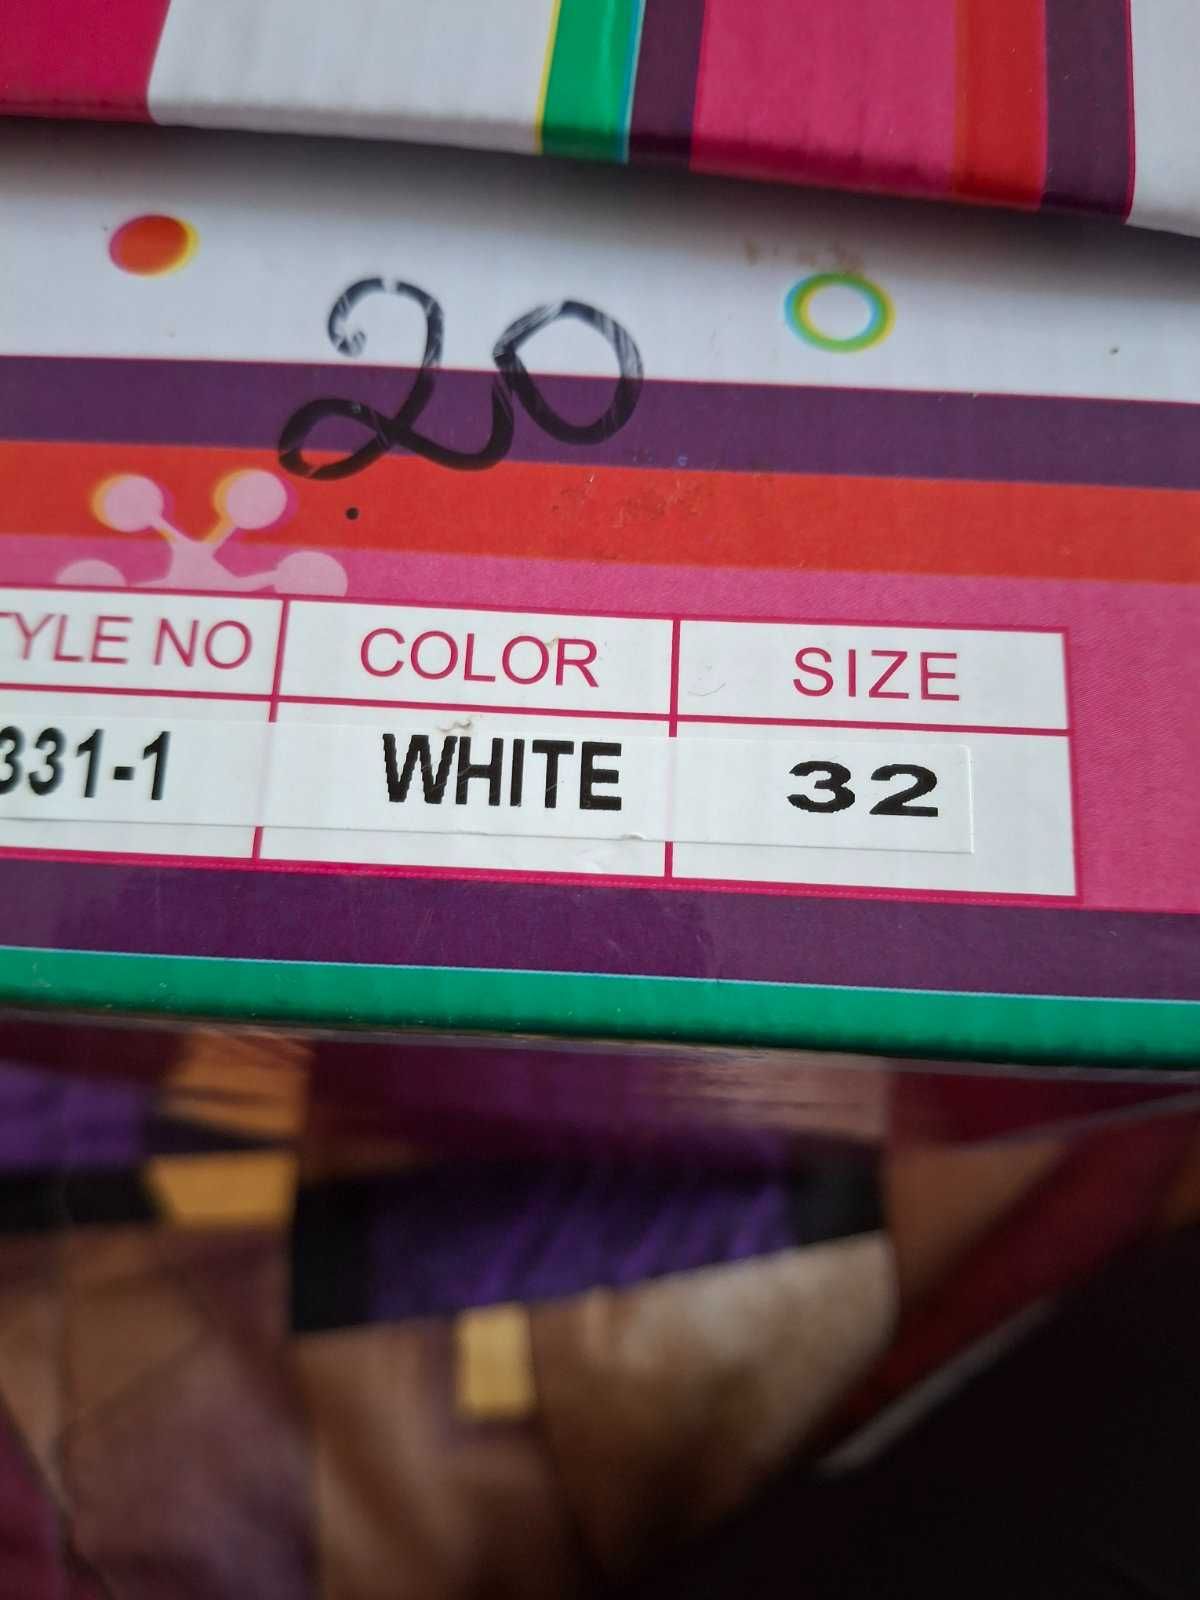 20
TYLE NO COLOR SIZE
331-1 WHITE 32